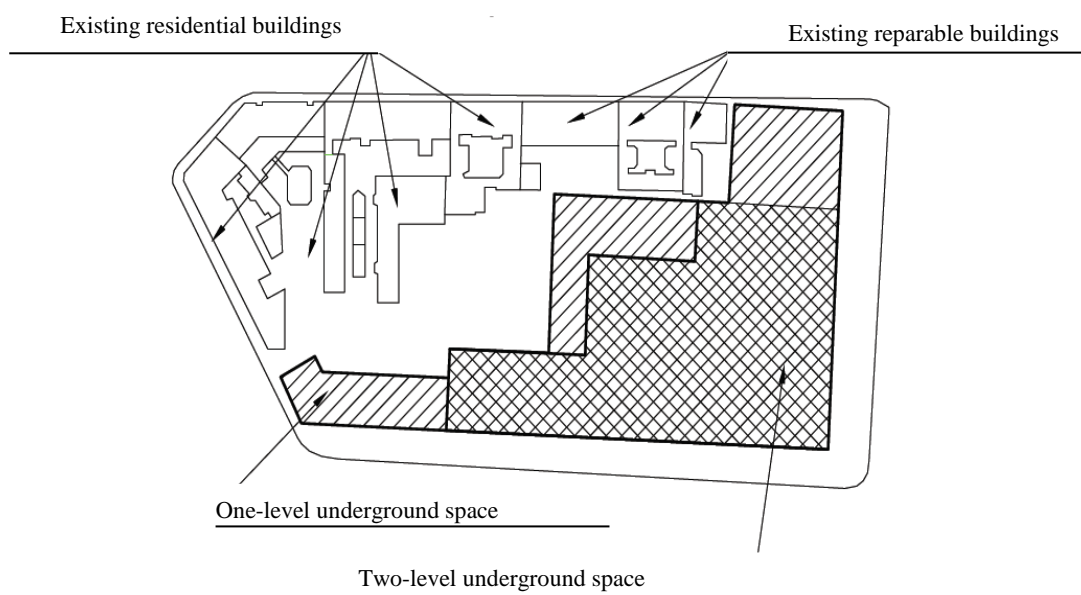 Existing residential buildings
Existing reparable buildings
One-level underground space
Two-level underground space